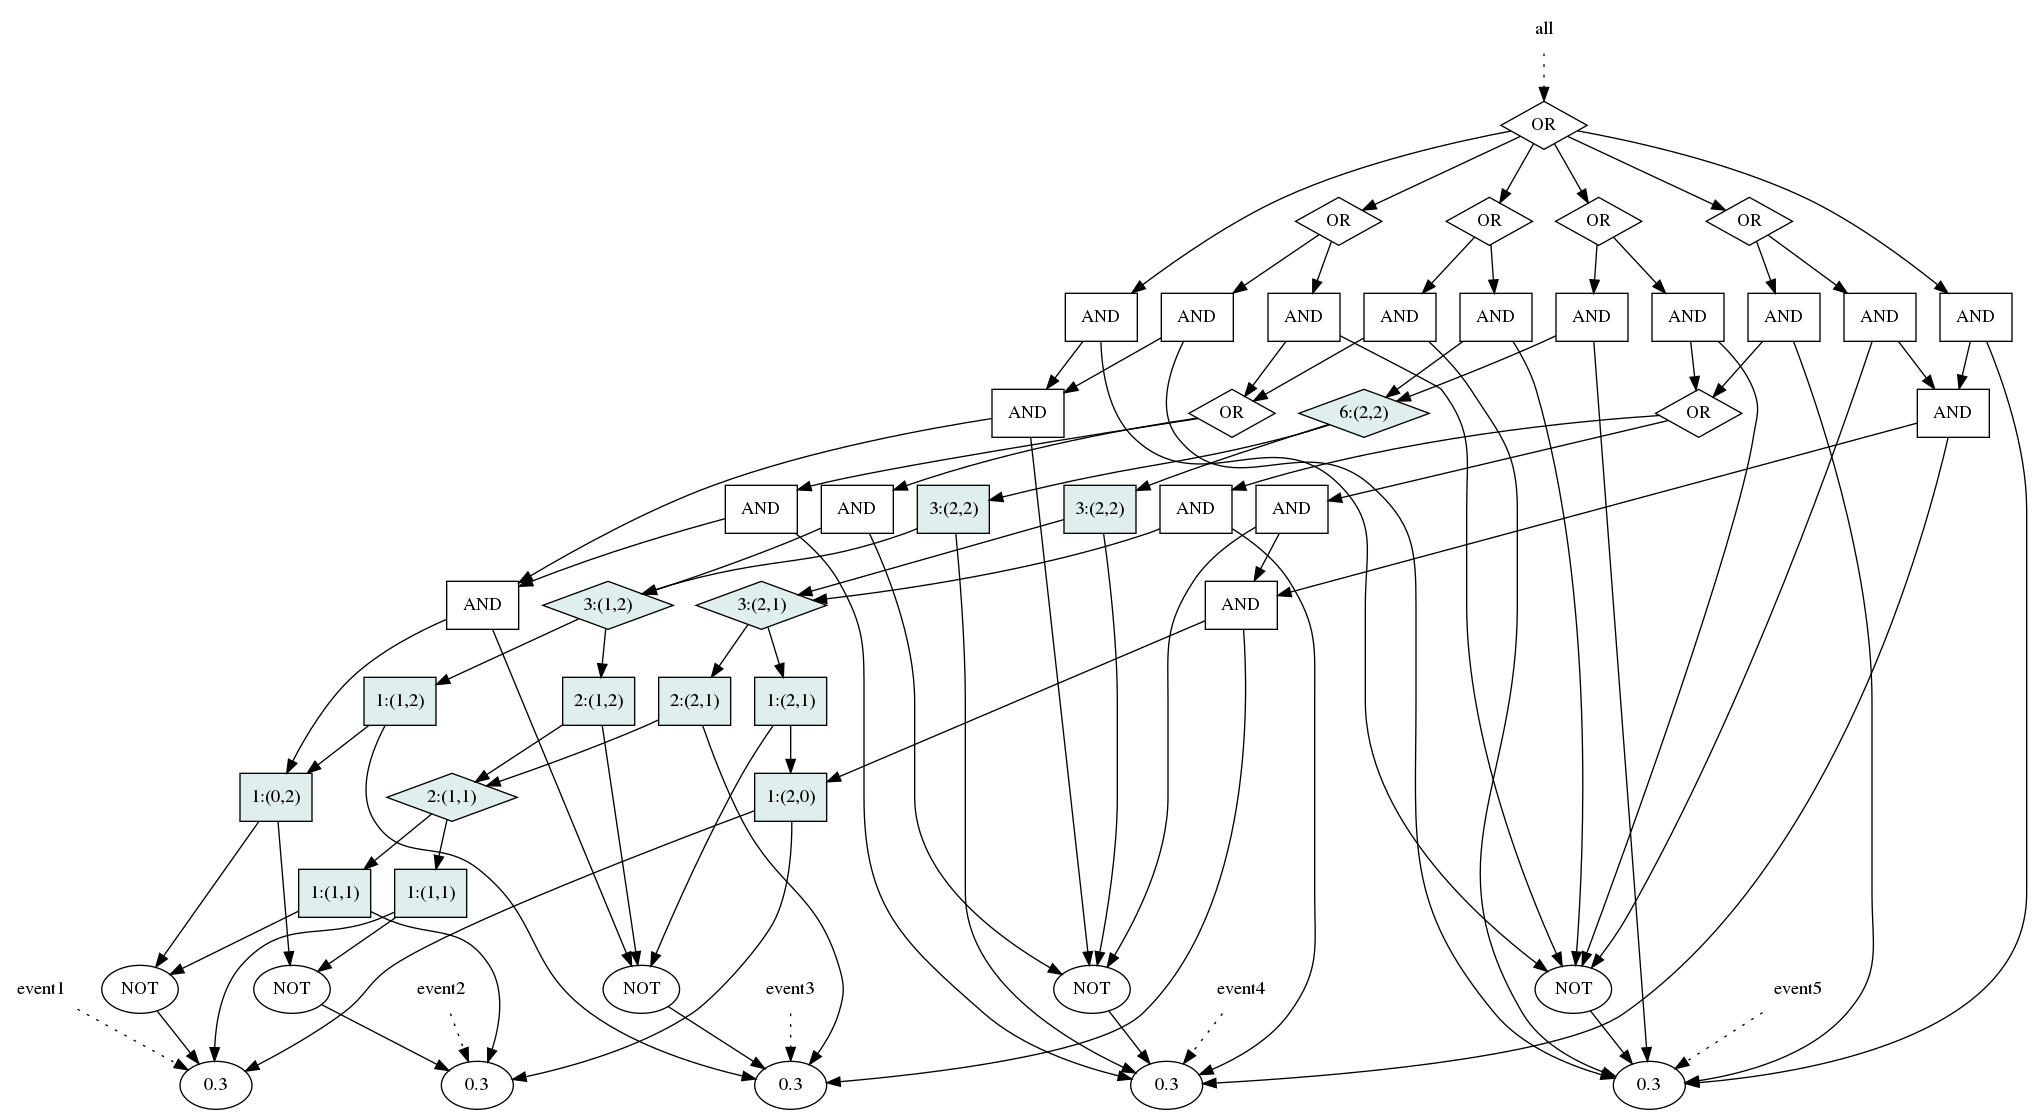 all
OR
OR
OR
OR
OR
AND
AND
AND
AND
AND
AND
AND
AND
AND
AND
AND
OR
6:(2,2)
OR
AND
AND
AND
3:(2,2)
3:(2,2)
AND
AND
AND
3:(1,2)
3:(2,1)
AND
1:(1,2)
2:(1,2)
2:(2,1)
1:(2,1)
1:(0,2)
2:(1,1)
1:(2,0)
1:(1,1)
1:(1,1)
event1
NOT
NOT
event2
NOT
event3
NOT
event4
NOT
event5
0.3
0.3
0.3
0.3
0.3